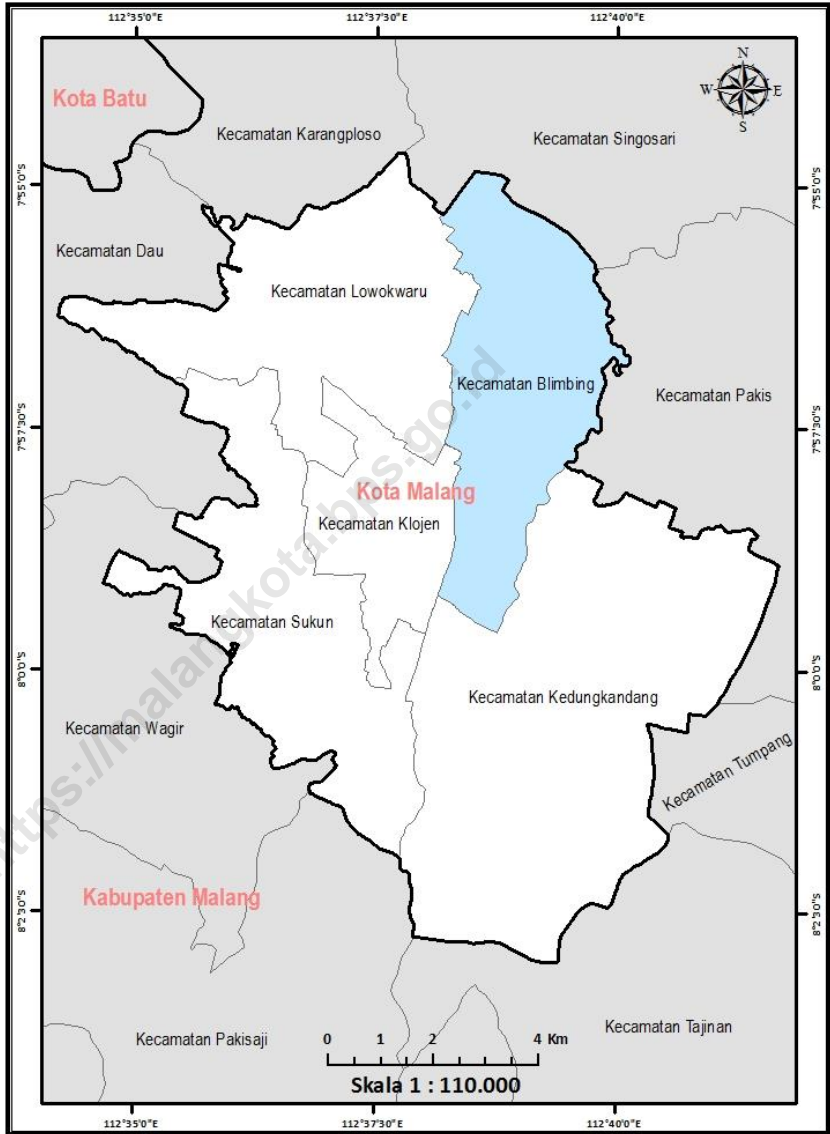 112°35'0"E 112°37'30"E 112°40'0"E
N
W E
S
Kota Batu
Kecamatan Karangploso
Kecamatan Singosari
7°55'0"S 7°55'0"S
Kecamatan Dau
Kecamatan Lowokwaru
Kecamatan Blimbing
Kecamatan Pakis
7°57'30"S 7°57'30"S
Kota Malang
Kecamatan Klojen
Kecamatan Sukun
8°0'0"S 8°0'0"S
Kecamatan Kedungkandang
Kecamatan Wagir
Kecamatan Tumpang
Kabupaten Malang
8°2'30"S 8°2'30"S
Kecamatan Pakisaji
Kecamatan Tajinan
0 1 2 4 Km
Skala 1 : 110.000
112°35'0"E 112°37'30"E 112°40'0"E
https://malangkota.bps.go.id